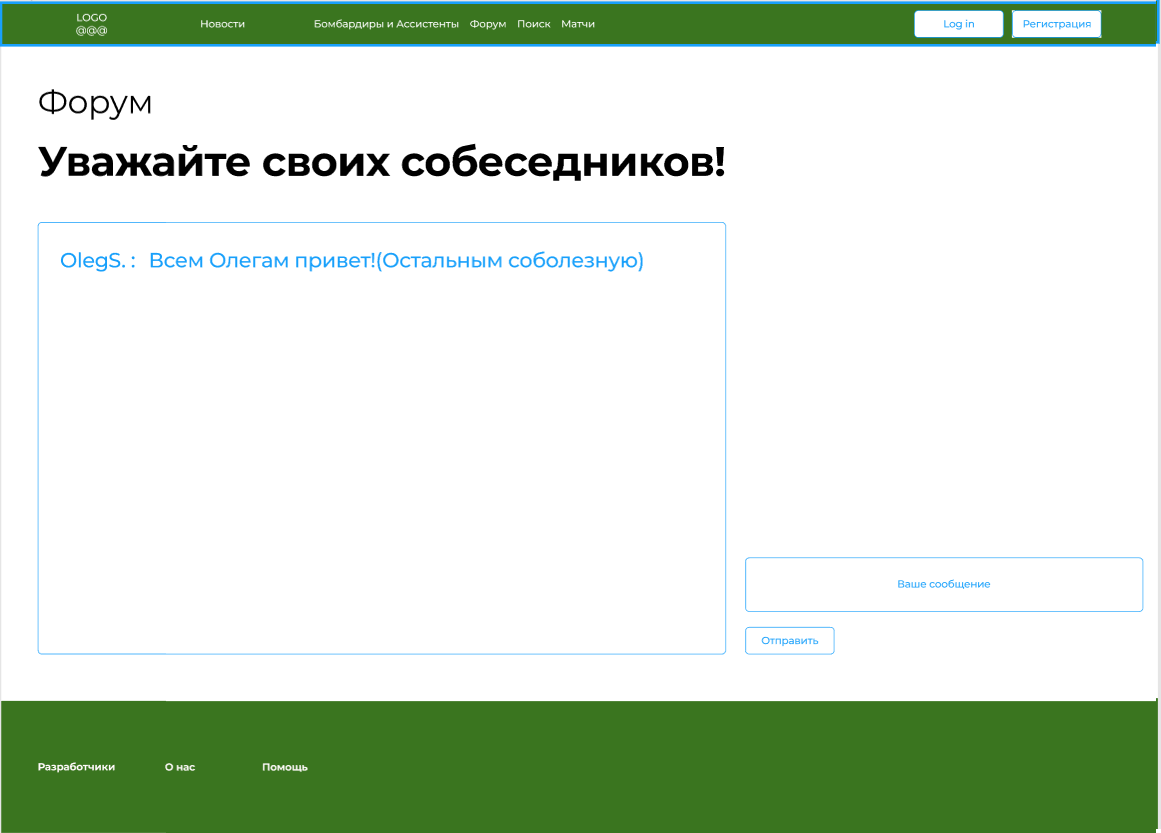 LOGO
@@@
Новости Бомбардиры и Ассистенты Форум Поиск Матчи Log in Регистрация
Форум
Уважайте своих собеседников!
OlegS. : Всем Олегам привет!(Остальным соболезную)
Ваше сообщение
Отправить
Разработчики О нас Помощь